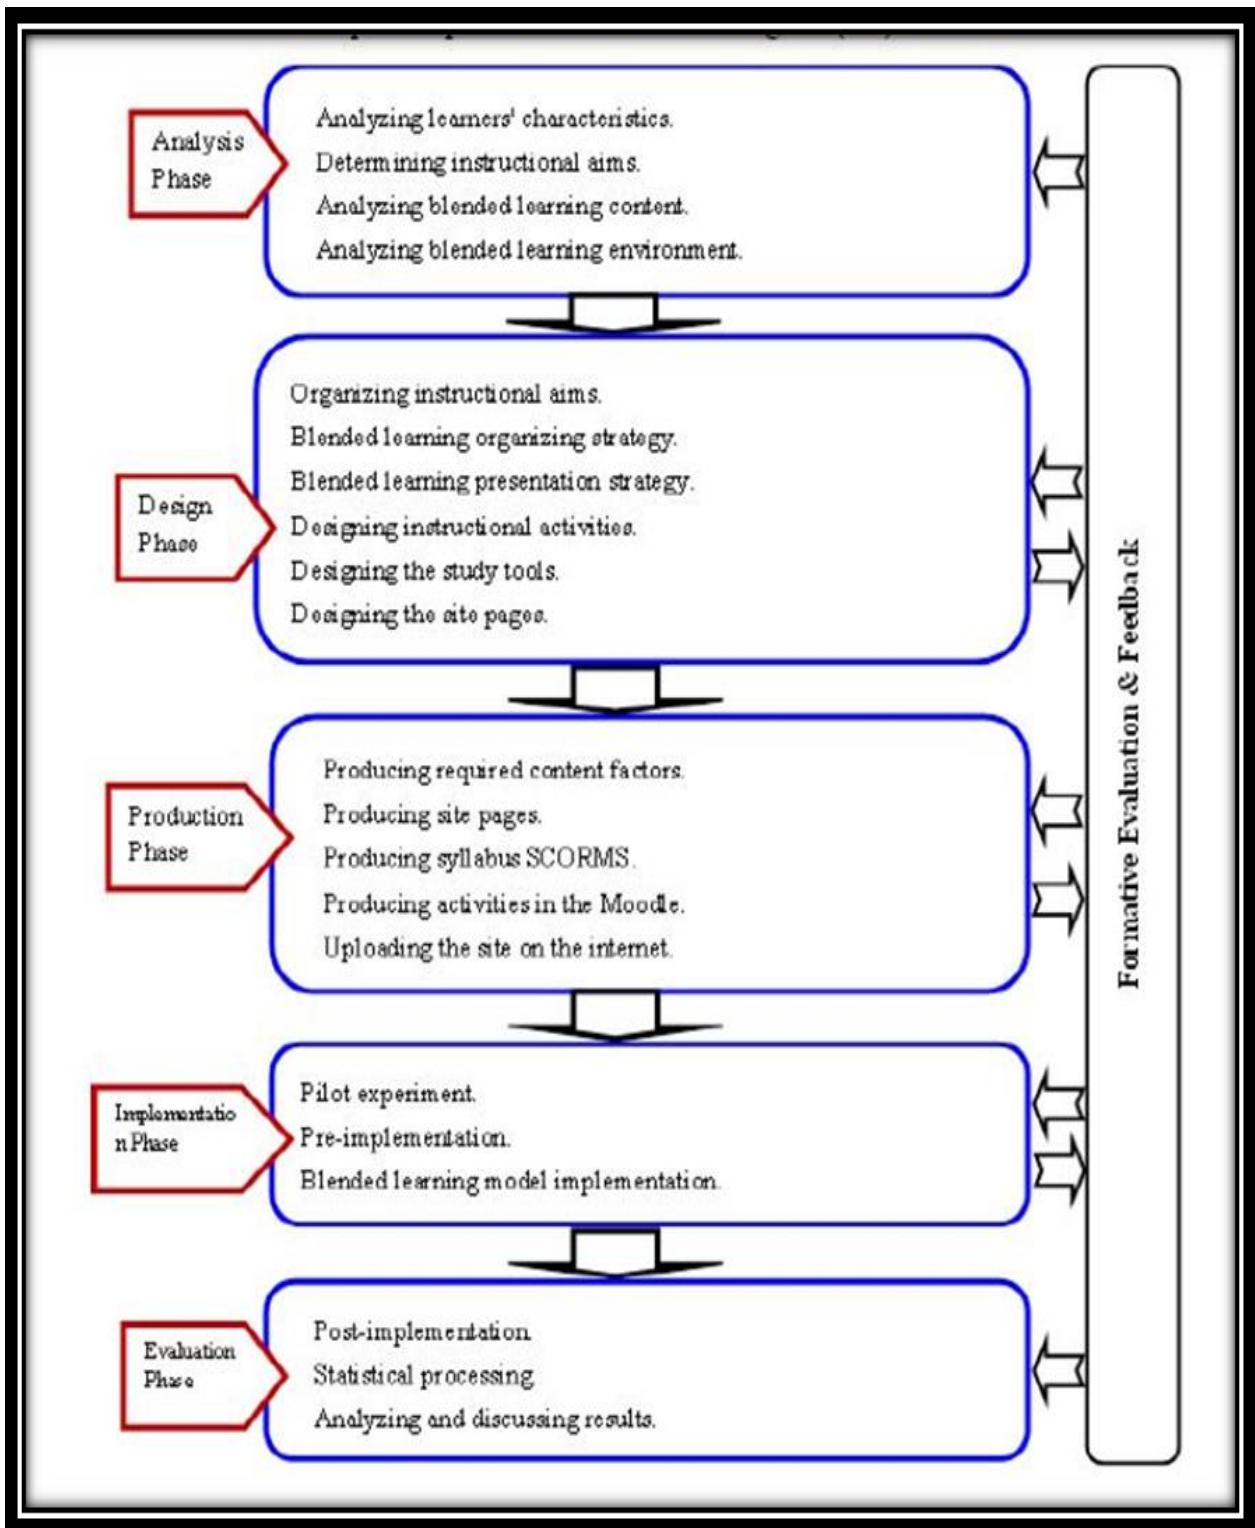 Analysis
Phase
Analyzing learners' characteristics.
Determining instructional aims.
Analyzing blended learning content.
Analyzing blended learning environment.
Design
Phase
Organizing instructional aims.
Blended learning organizing strategy.
Blended learning presentation strategy.
Designing instructional activities.
Designing the study tools.
Designing the site pages.
Production
Phase
Producing required content factors.
Producing site pages.
Producing syllabus SCORMS.
Producing activities in the Moodle.
Uploading the site on the internet.
Implementatio
n Phase
Pilot experiment.
Pre-implementation.
Blended learning model implementation.
Evaluation
Phase
Post-implementation.
Statistical processing
Analyzing and discussing results.
Formative Evaluation & Feedback